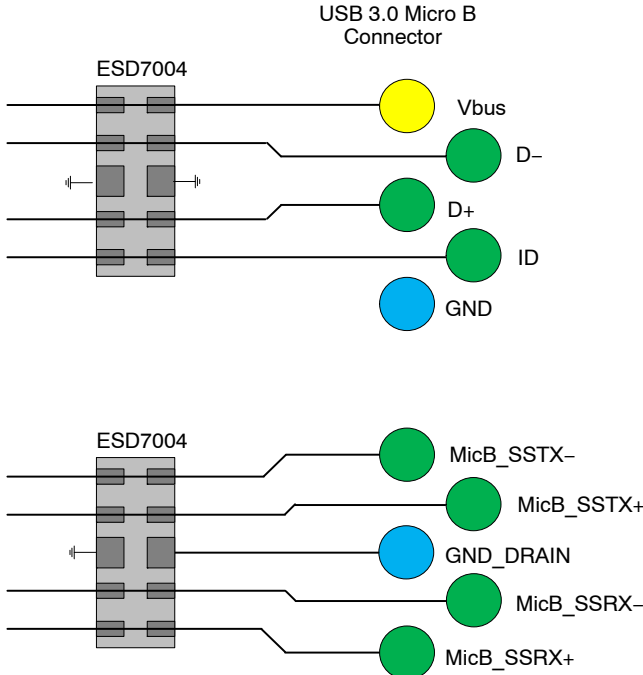 USB 3.0 Micro B
Connector
ESD7004
Vbus
D−
D+
ID
GND
ESD7004
MicB_SSTX−
MicB_SSTX+
GND_DRAIN
MicB_SSRX−
MicB_SSRX+